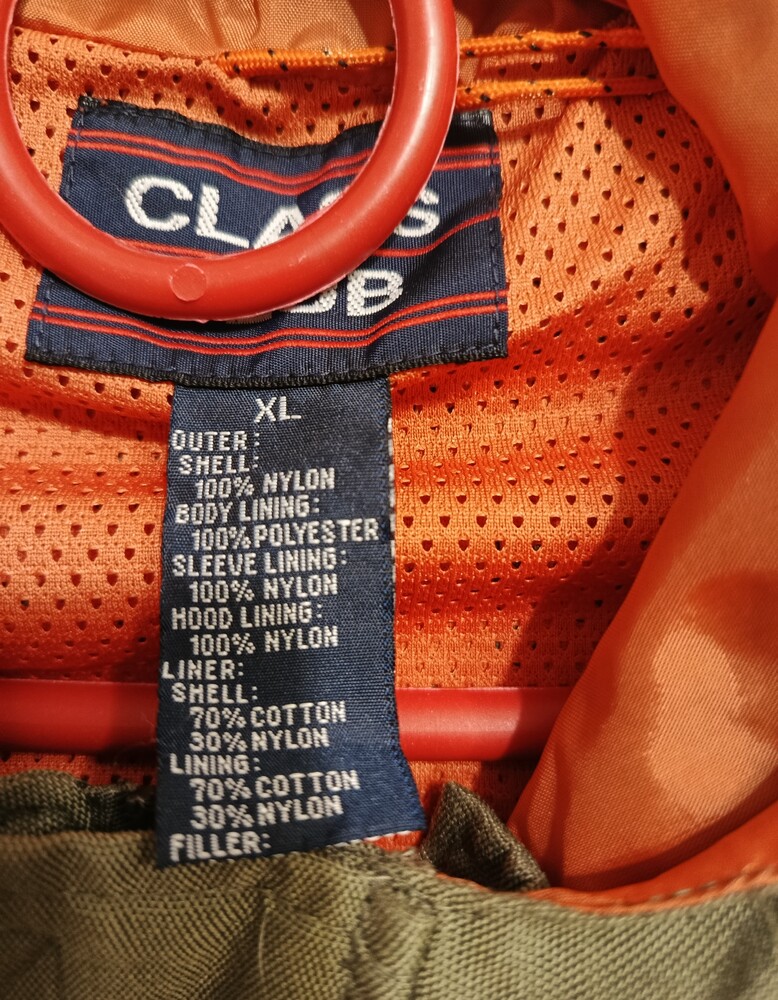 XL
OUTER:
SHELL:
100% NYLON
BODY LINING:
100% POLYESTER
SLEEVE LINING:
100% NYLON
HOOD LINING:
100% NYLON
LINER:
SHELL:
70% COTTON
30% NYLON
LINING:
70% COTTON
30% NYLON
FILLER: